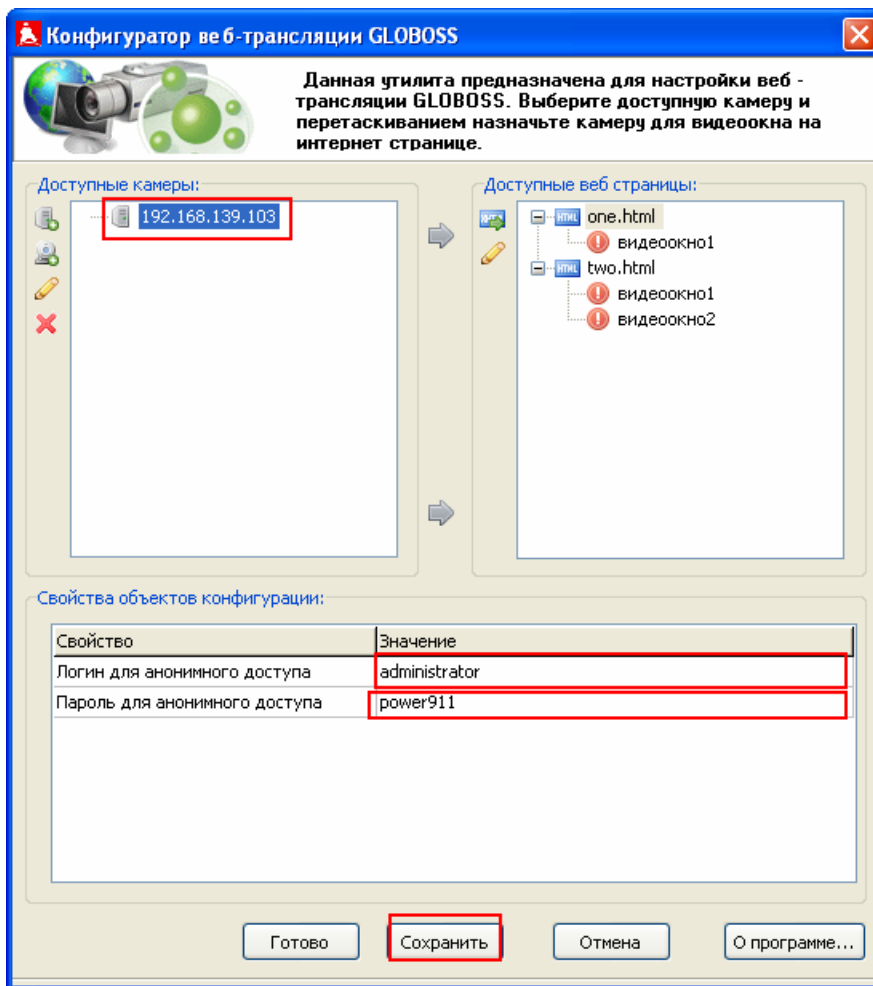 Конфигуратор веб-трансляции GLOBOSS
Данная утилита предназначена для настройки веб -
трансляции GLOBOSS. Выберите доступную камеру и
перетаскиванием назначьте камеру для видеоокна на
интернет странице.
Доступные камеры:
192.168.139.103
Доступные веб страницы:
HTML one.html
видеоокно1
HTML two.html
видеоокно1
видеоокно2
Свойства объектов конфигурации:
Свойство Значение
Логин для анонимного доступа administrator
Пароль для анонимного доступа power911
Готово Сохранить Отмена О программе...